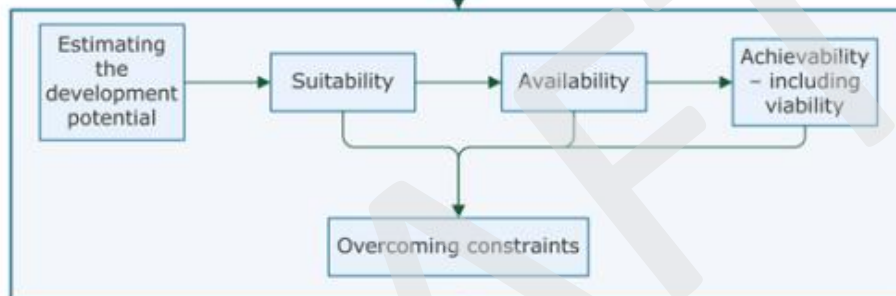 Estimating
the
development
potential
Suitability
Availability
Achievability
– including
viability
Overcoming constraints